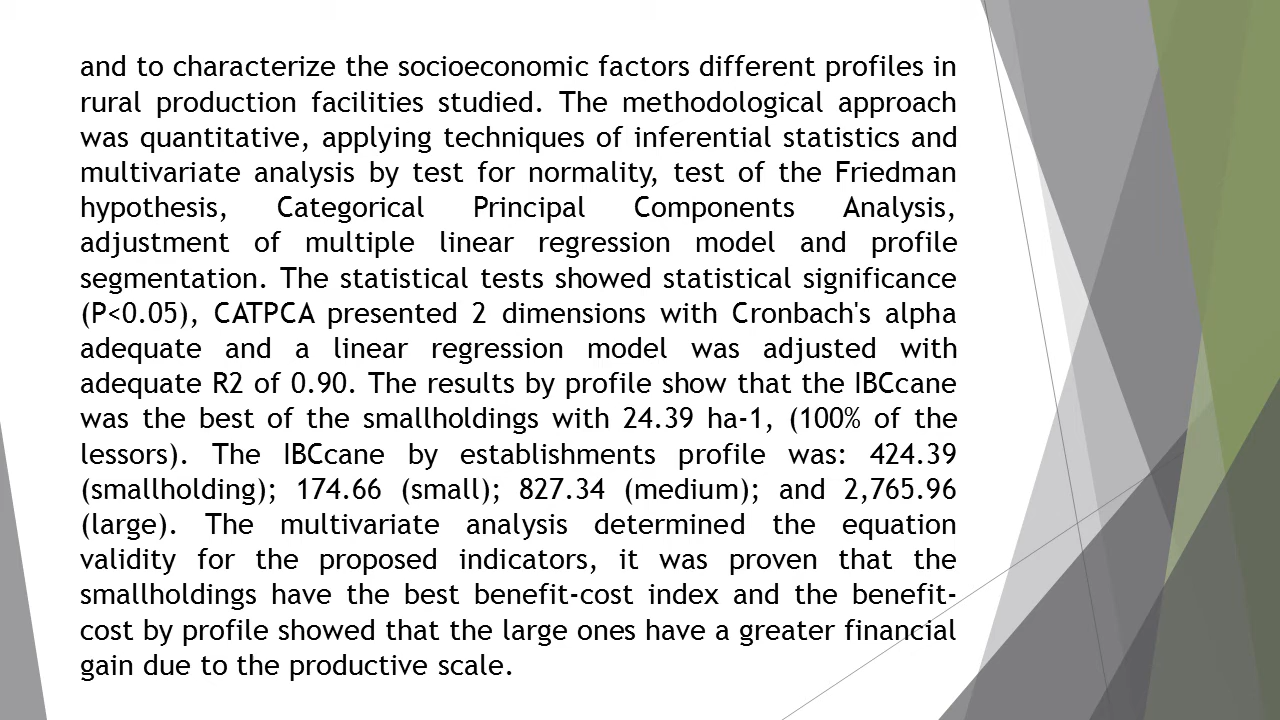 and to characterize the socioeconomic factors different profiles in
rural production facilities studied. The methodological approach
was quantitative, applying techniques of inferential statistics and
multivariate analysis by test for normality, test of the Friedman
hypothesis, Categorical Principal Components Analysis,
adjustment of multiple linear regression model and profile
segmentation. The statistical tests showed statistical significance
(P<0.05), CATPCA presented 2 dimensions with Cronbach's alpha
adequate and a linear regression model was adjusted with
adequate R2 of 0.90. The results by profile show that the IBCcane
was the best of the smallholdings with 24.39 ha-1, (100% of the
lessors). The IBCcane by establishments profile was: 424.39
(smallholding); 174.66 (small); 827.34 (medium); and 2,765.96
(large). The multivariate analysis determined the equation
validity for the proposed indicators, it was proven that the
smallholdings have the best benefit-cost index and the benefit-
cost by profile showed that the large ones have a greater financial
gain due to the productive scale.